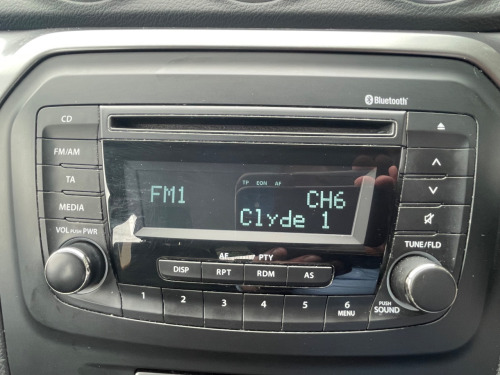 Bluetooth
CD
FM/AM
TA
MEDIA
VOL PUSH PWR
TP EON AF
FM1 CH6
Clyde 1
AF PTY
DISP RPT RDM AS
1 2 3 4 5 6
MENU
TUNE/FLD
PUSH
SOUND